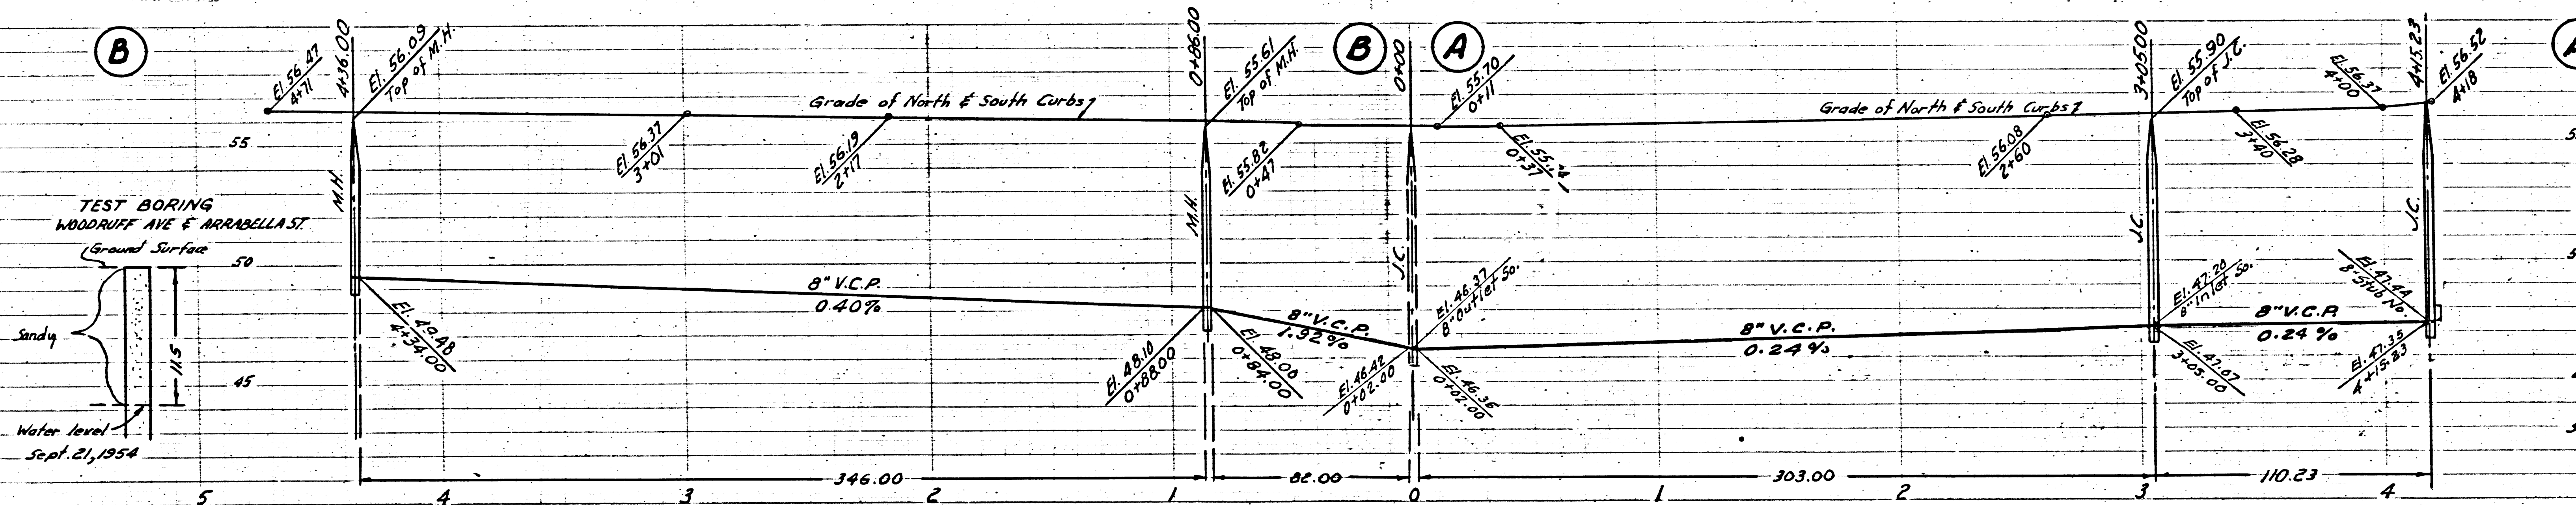 B
El. 56.47
4+71
4+36.00
El. 56.09
Top of M.H.
Grade of North & South Curbs
0+86.00
El. 55.61
Top of M.H.
B
0+00
A
El. 55.70
0+11
Grade of North & South Curbs
3+05.00
El. 55.90
Top of J.C.
El. 56.37
4+00
4+15.23
El. 56.52
4+18
55
El. 56.37
3+01
El. 56.19
2+17
El. 55.82
0+47
0+37
El. 56.08
2+60
El. 56.28
3+40
M.H.
M.H.
J.C.
J.C.
J.C.
TEST BORING
WOODRUFF AVE & ARRABELLA ST.
Ground Surface
50
Sandy
11.5
45
Water level
Sept. 21, 1954
8" V.C.P.
0.40%
El. 49.48
4+34.00
El. 48.10
0+88.00
El. 48.00
0+84.00
8" V.C.P.
1.92%
El. 46.37
8" Outlet So.
El. 46.42
0+02.00
El. 46.36
0+02.00
8" V.C.P.
0.24%
El. 47.20
8" Inlet So.
El. 47.07
3+05.00
8" V.C.P.
0.24%
El. 47.44
8" Stub No.
El. 47.35
4+15.23
346.00
82.00
303.00
110.23
5 4 3 2 1 0 1 2 3 4